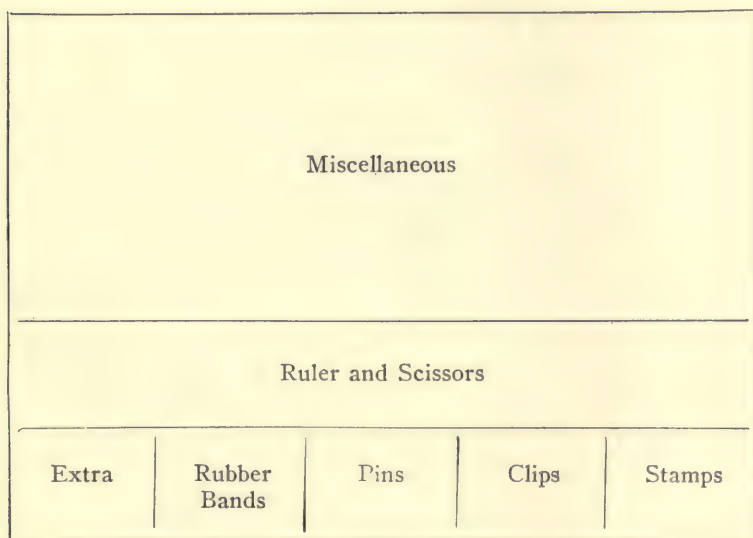 Miscellaneous
Ruler and Scissors
Extra
Rubber
Bands
Pins
Clips
Stamps